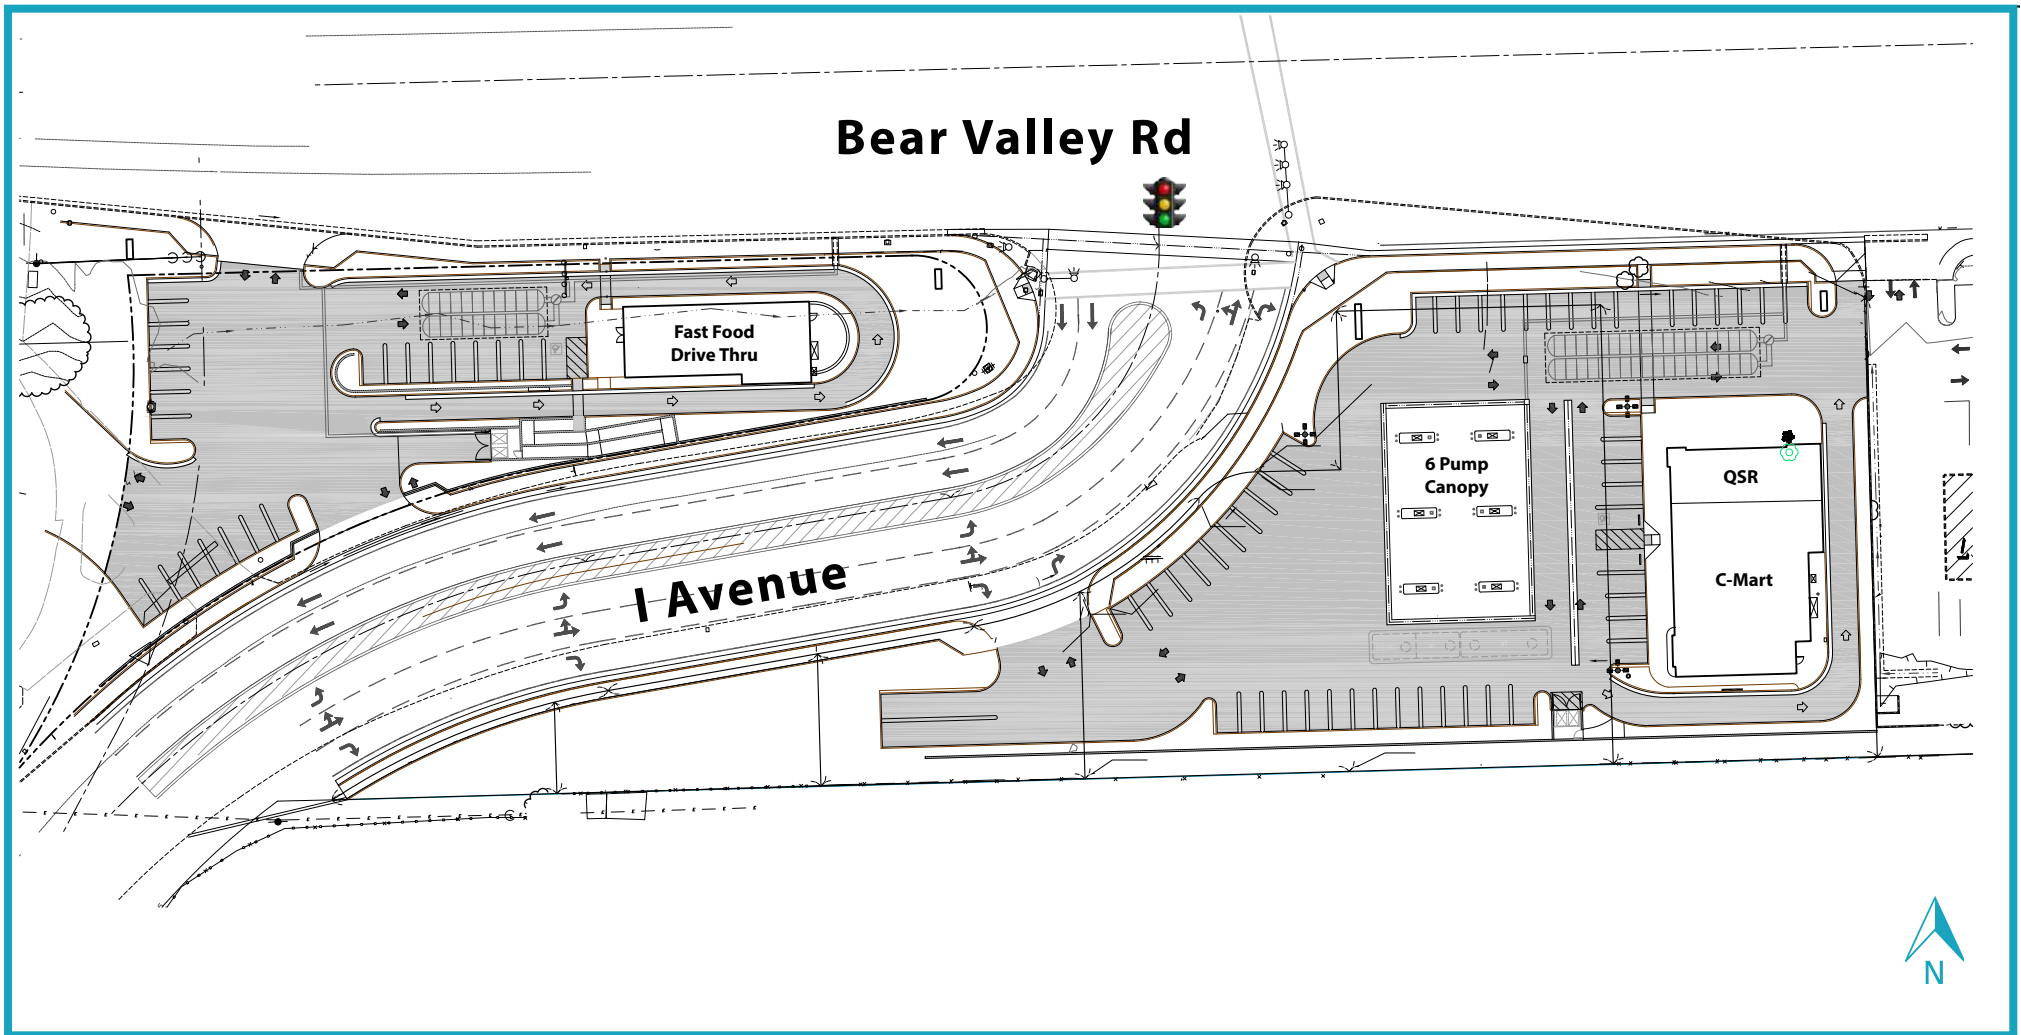 Bear Valley Rd
Fast Food
Drive Thru
6 Pump
Canopy
QSR
C-Mart
I Avenue
N